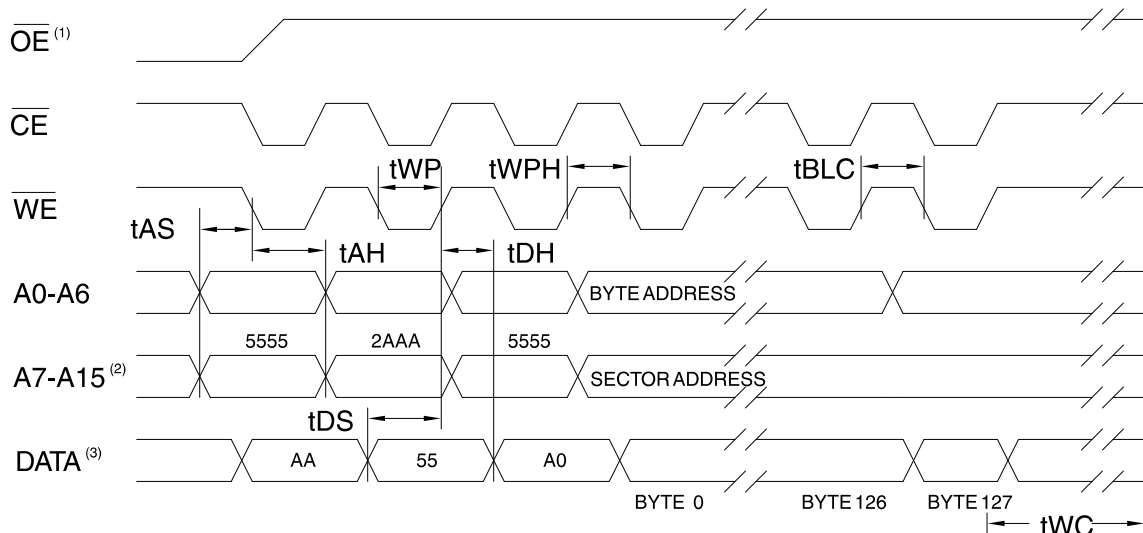 OE (1)
CE
tWP
tWPH
tBLC
WE
tAS
tAH
tDH
A0-A6
BYTE ADDRESS
5555
2AAA
5555
A7-A15 (2)
SECTOR ADDRESS
tDS
DATA (3)
AA
55
A0
BYTE 0
BYTE 126
BYTE 127
tWC